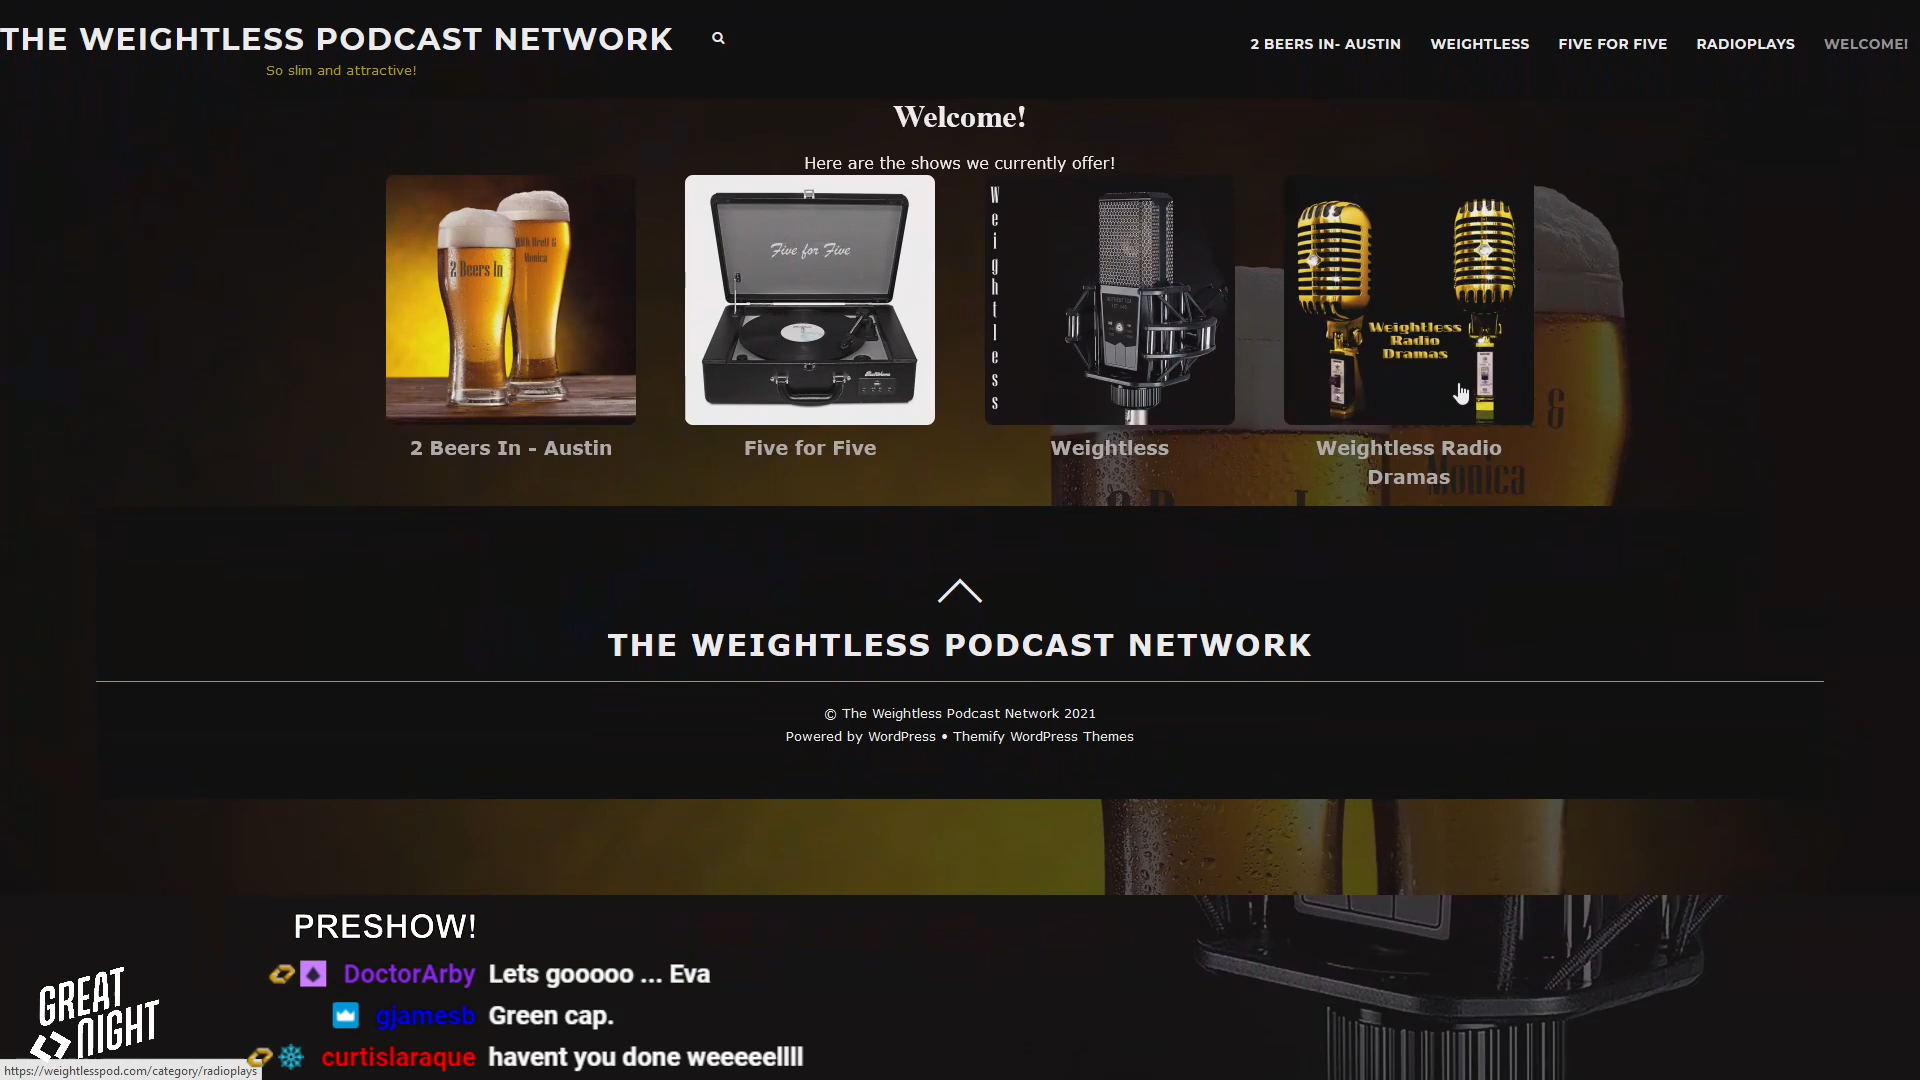 THE WEIGHTLESS PODCAST NETWORK
So slim and attractive!
2 BEERS IN- AUSTIN
WEIGHTLESS
FIVE FOR FIVE
RADIOPLAYS
WELCOME!
Welcome!
Here are the shows we currently offer!
2 Beers In
With Brett &
Monica
Five for Five
Weightless
Weightless
Radio
Dramas
2 Beers In - Austin
Five for Five
Weightless
Weightless Radio
Dramas
Monica
THE WEIGHTLESS PODCAST NETWORK
© The Weightless Podcast Network 2021
Powered by WordPress • Themify WordPress Themes
PRESHOW!
DoctorArby Lets gooooo ... Eva
gjamesb Green cap.
curtislaraque havent you done weeeeellll
GREAT
NIGHT
https://weightlesspod.com/category/radioplays